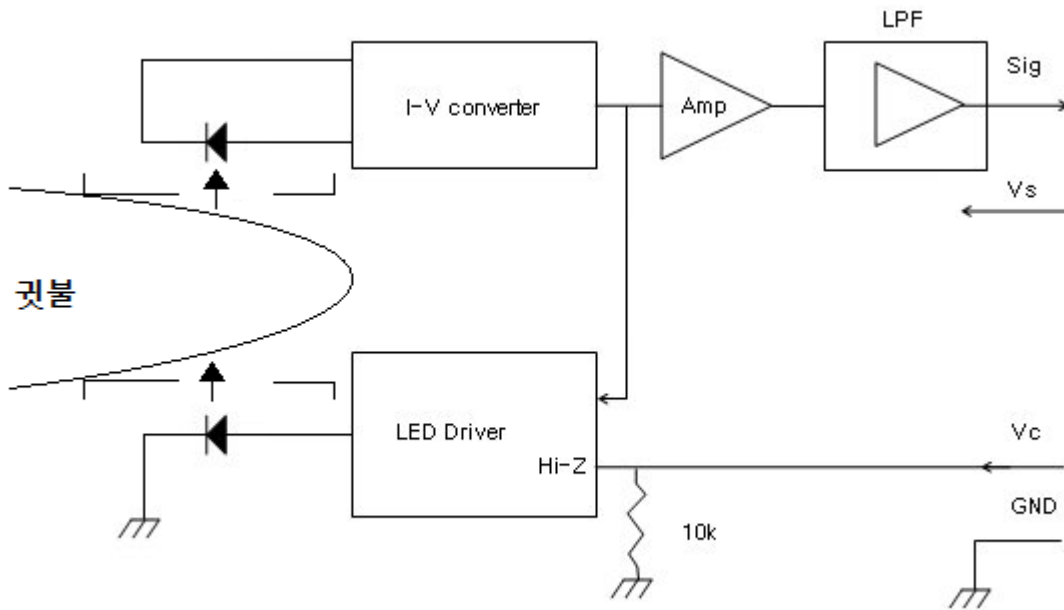 LPF
Sig
I-V converter
Amp
Vs
귓불
LED Driver
Hi-Z
Vc
10k
GND